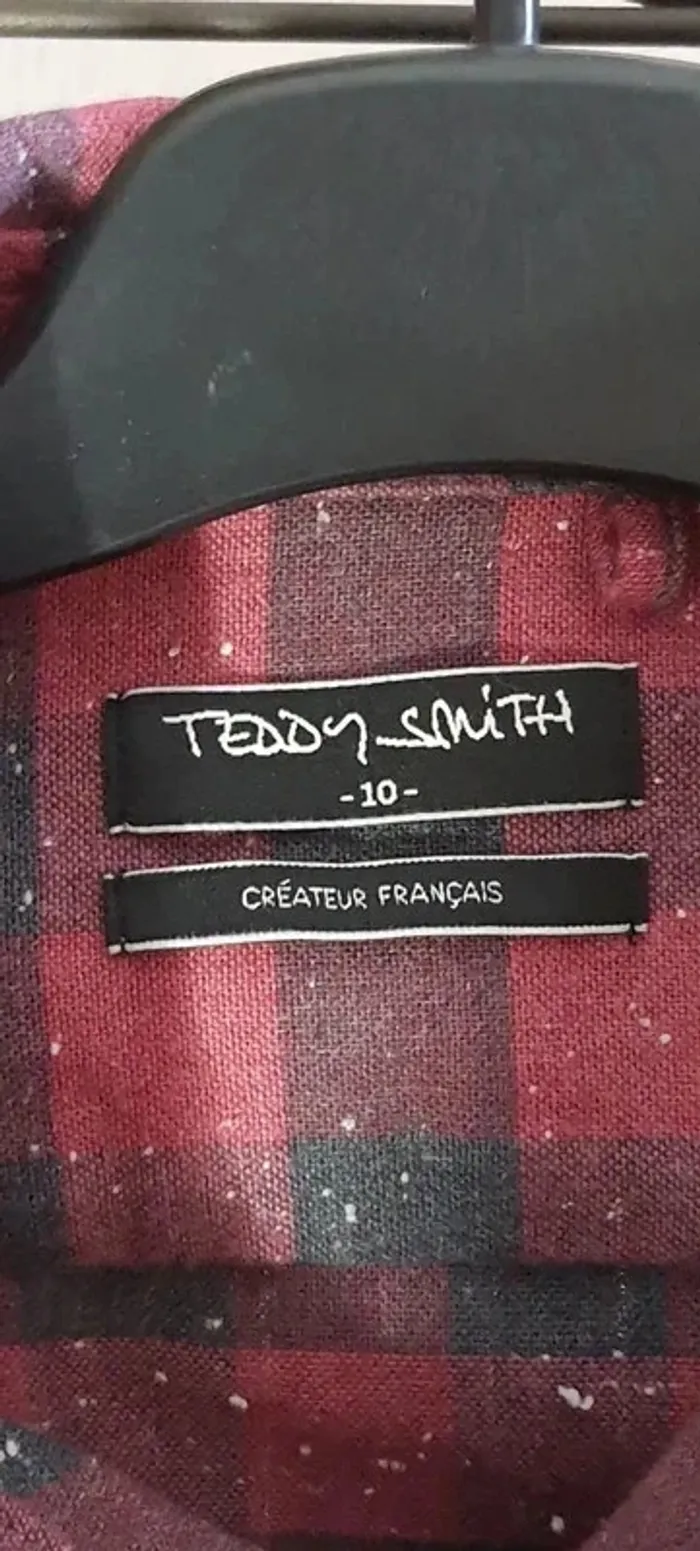 TEDDY SMiTH
-10-
CRÉATEUR FRANÇAIS